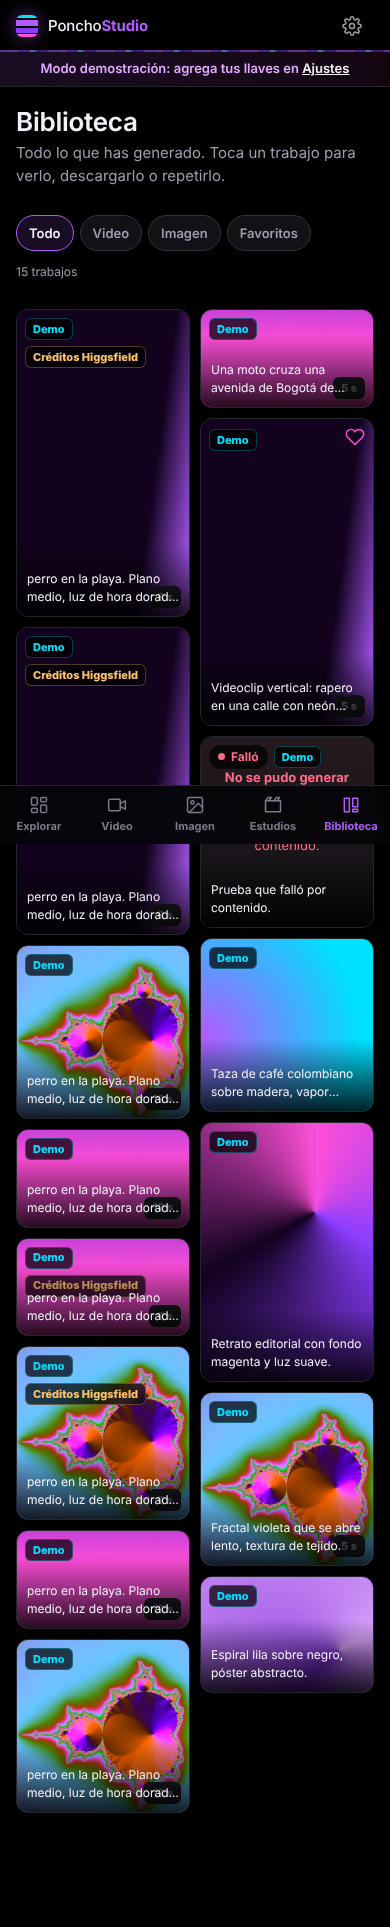 PonchoStudio
Modo demostración: agrega tus llaves en Ajustes
Biblioteca
Todo lo que has generado. Toca un trabajo para
verlo, descargarlo o repetirlo.
Todo
Video
Imagen
Favoritos
15 trabajos
Demo
Créditos Higgsfield
perro en la playa. Plano
medio, luz de hora dorad...
Demo
Una moto cruza una
avenida de Bogotá de...
5 s
Demo
Videoclip vertical: rapero
en una calle con neón...
5 s
Demo
Créditos Higgsfield
Falló
Demo
No se pudo generar
Explorar
Video
Imagen
Estudios
Biblioteca
perro en la playa. Plano
medio, luz de hora dorad...
contenido.
Prueba que falló por
contenido.
Demo
perro en la playa. Plano
medio, luz de hora dorad...
Demo
Taza de café colombiano
sobre madera, vapor...
Demo
perro en la playa. Plano
medio, luz de hora dorad...
Demo
Retrato editorial con fondo
magenta y luz suave.
Demo
Créditos Higgsfield
perro en la playa. Plano
medio, luz de hora dorad...
Demo
Créditos Higgsfield
perro en la playa. Plano
medio, luz de hora dorad...
Demo
Fractal violeta que se abre
lento, textura de tejido.
5 s
Demo
perro en la playa. Plano
medio, luz de hora dorad...
Demo
Espiral lila sobre negro,
póster abstracto.
Demo
perro en la playa. Plano
medio, luz de hora dorad...